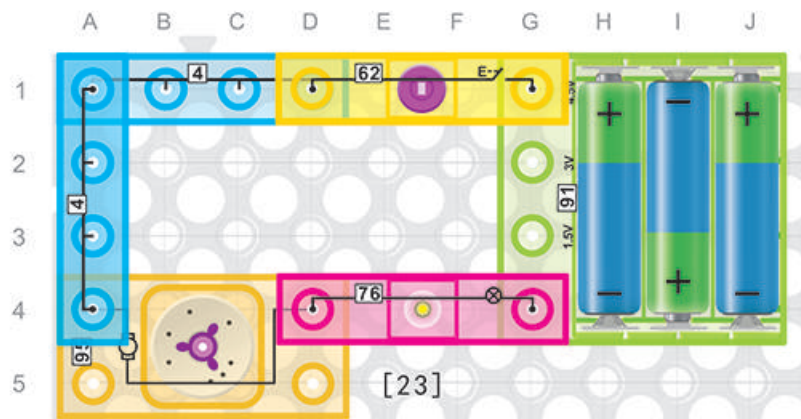 A B C D E F G H I J
1 4 62 E 4.5V + − +
2 3V
3 4 1.5V 91
4 76 − + −
95
5 [23]